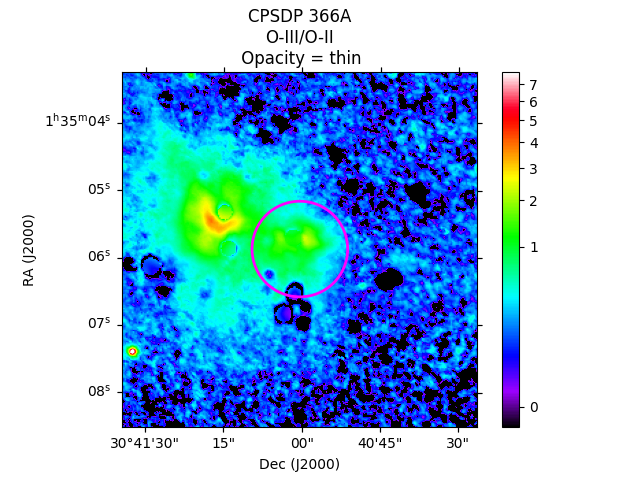 CPSDP 366A
O-III/O-II
Opacity = thin
1ʰ35ᵐ04ˢ
05ˢ
06ˢ
07ˢ
08ˢ
RA (J2000)
30°41'30" 15" 00" 40'45" 30"
Dec (J2000)
7
6
5
4
3
2
1
0